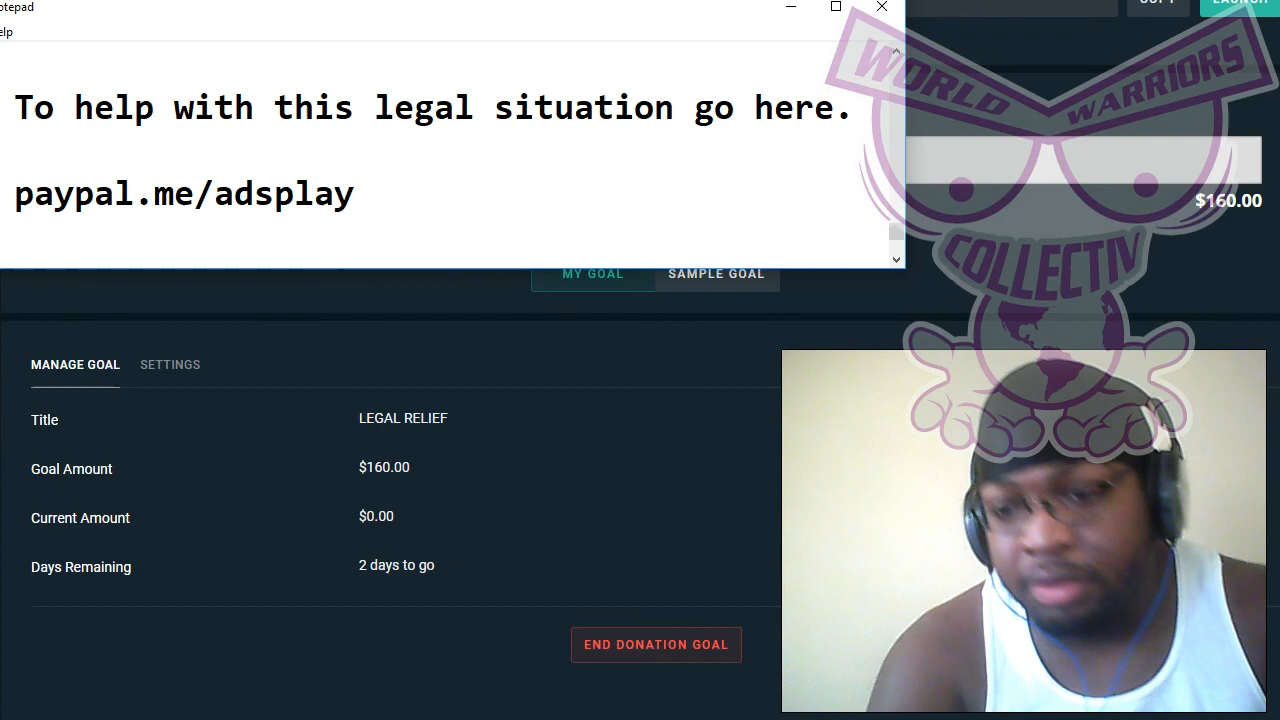 otepad
elp
To help with this legal situation go here.
paypal.me/adsplay
WORLD WARRIORS
COLLECTIV
$160.00
MY GOAL SAMPLE GOAL
MANAGE GOAL SETTINGS
Title LEGAL RELIEF
Goal Amount $160.00
Current Amount $0.00
Days Remaining 2 days to go
END DONATION GOAL